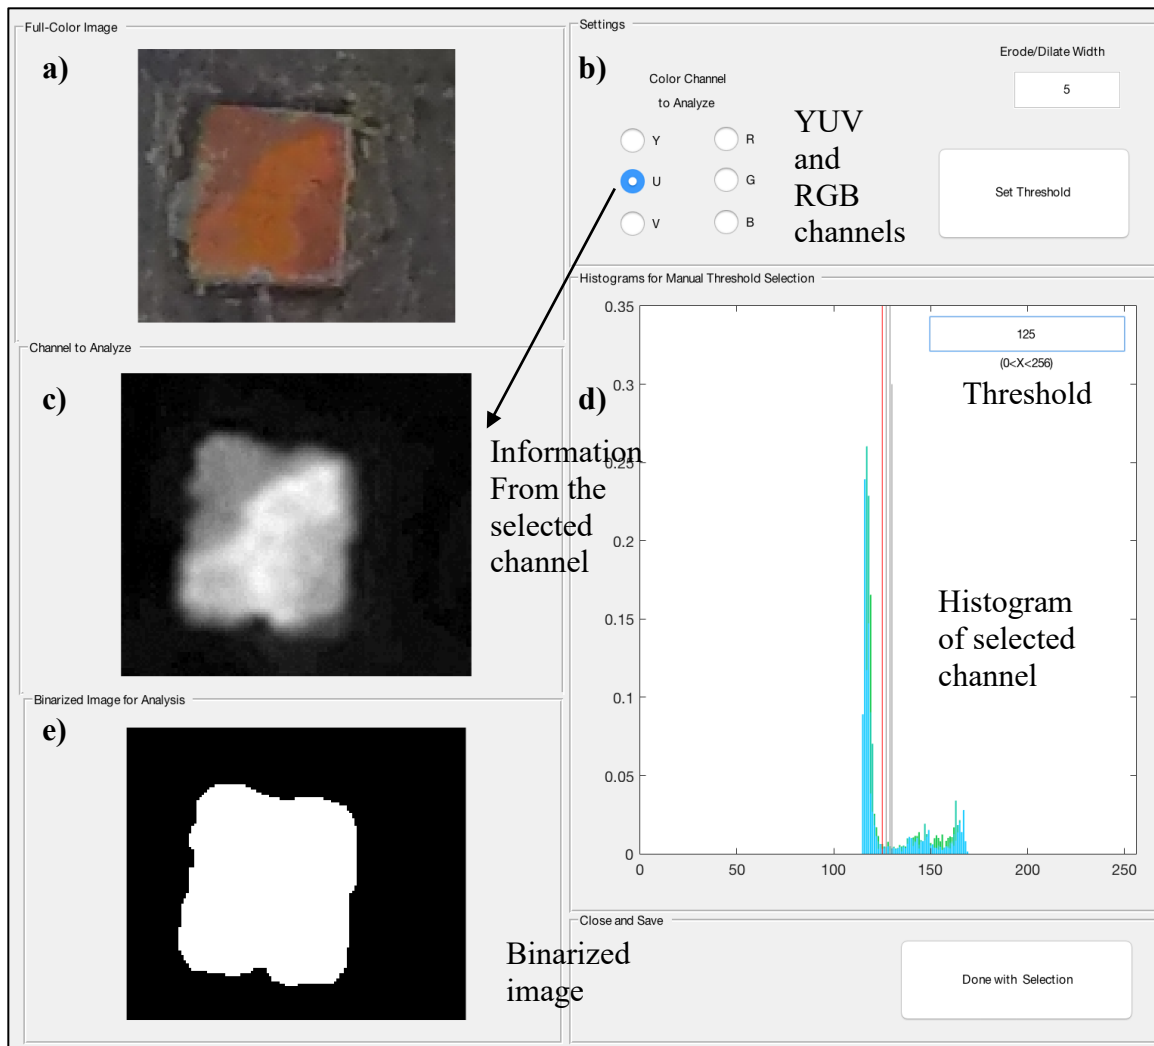 Full-Color Image
a)
Settings
b)
Color Channel
to Analyze
Y
R
U
G
V
B
YUV
and
RGB
channels
Erode/Dilate Width
5
Set Threshold
Channel to Analyze
c)
Information
From the
selected
channel
Histograms for Manual Threshold Selection
d)
125
(0<X<256)
Threshold
Histogram
of selected
channel
0.35
0.3
0.25
0.2
0.15
0.1
0.05
0
0
50
100
150
200
250
Binarized Image for Analysis
e)
Binarized
image
Close and Save
Done with Selection